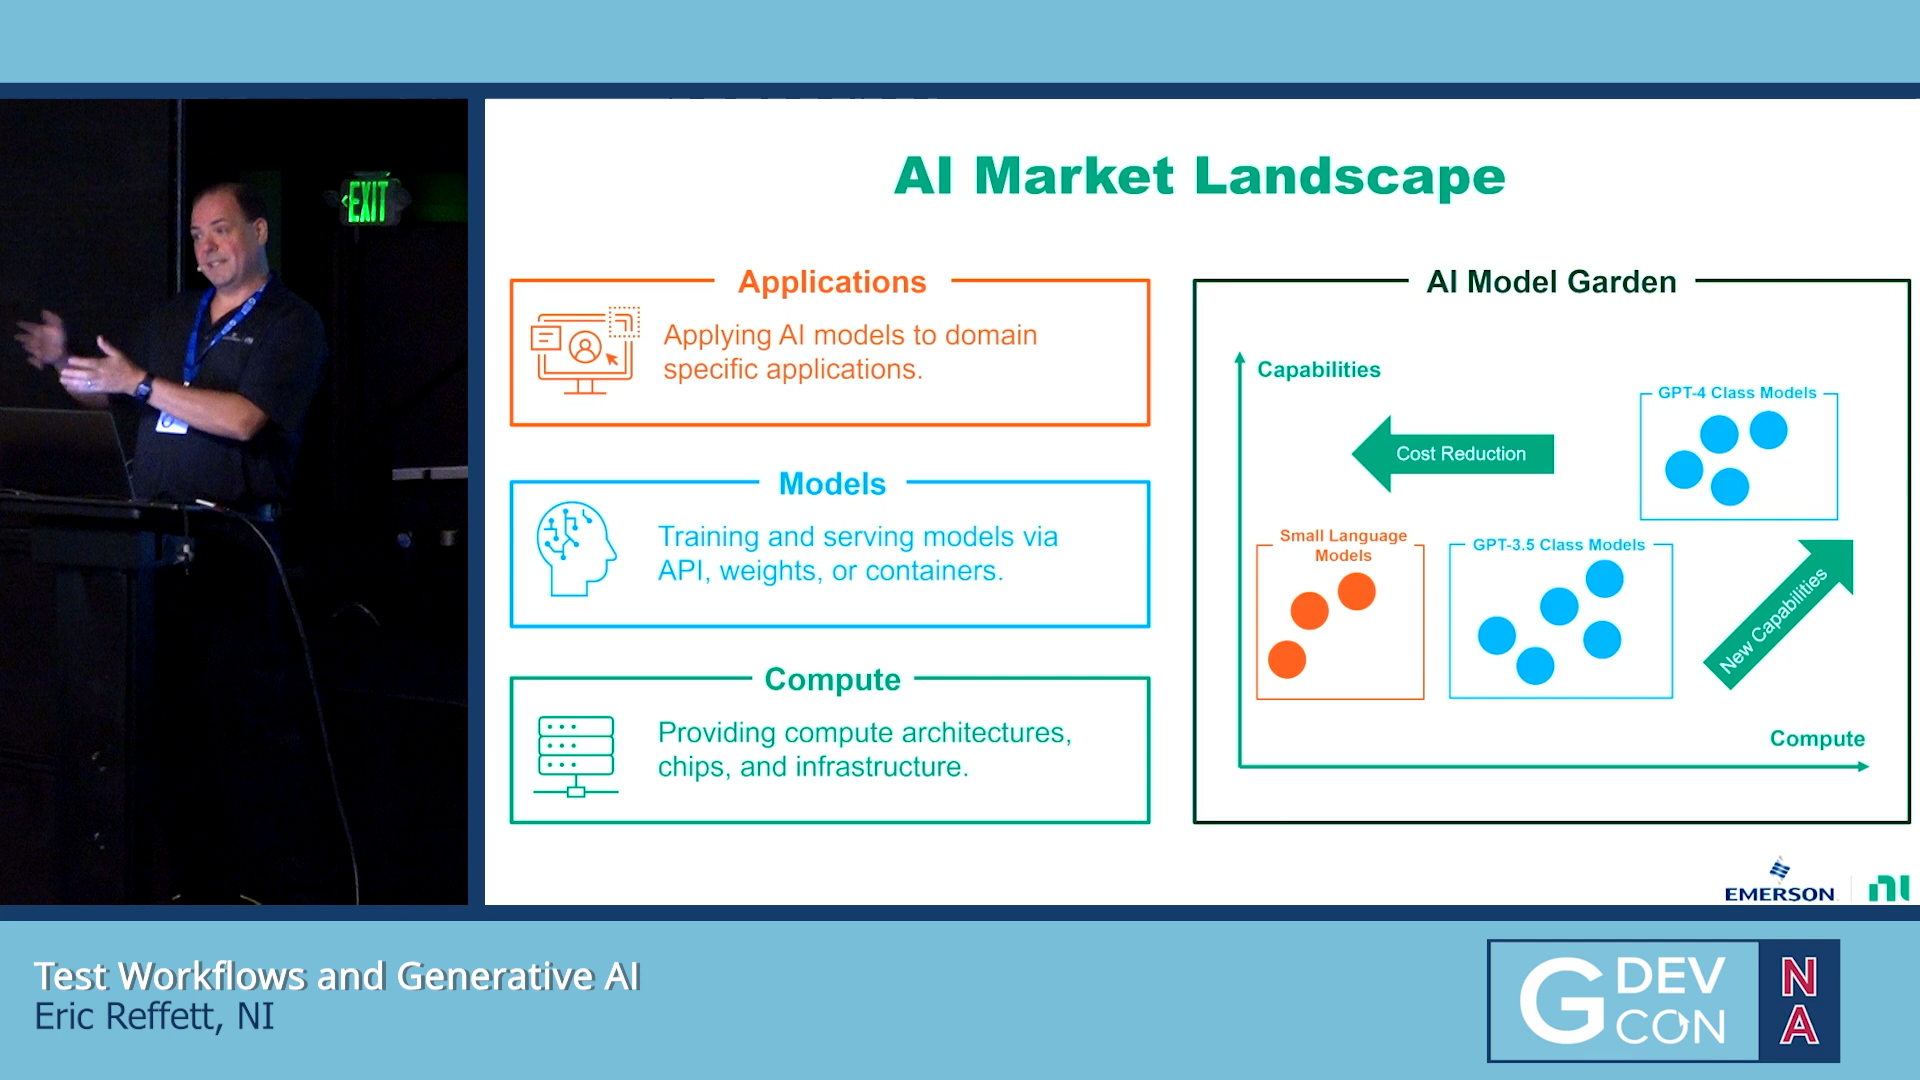 EXIT
AI Market Landscape
Applications
Applying AI models to domain
specific applications.
Models
Training and serving models via
API, weights, or containers.
Compute
Providing compute architectures,
chips, and infrastructure.
AI Model Garden
Capabilities
GPT-4 Class Models
Cost Reduction
Small Language
Models
GPT-3.5 Class Models
New Capabilities
Compute
EMERSON
ni
Test Workflows and Generative AI
Eric Reffett, NI
G DEV CON
NA